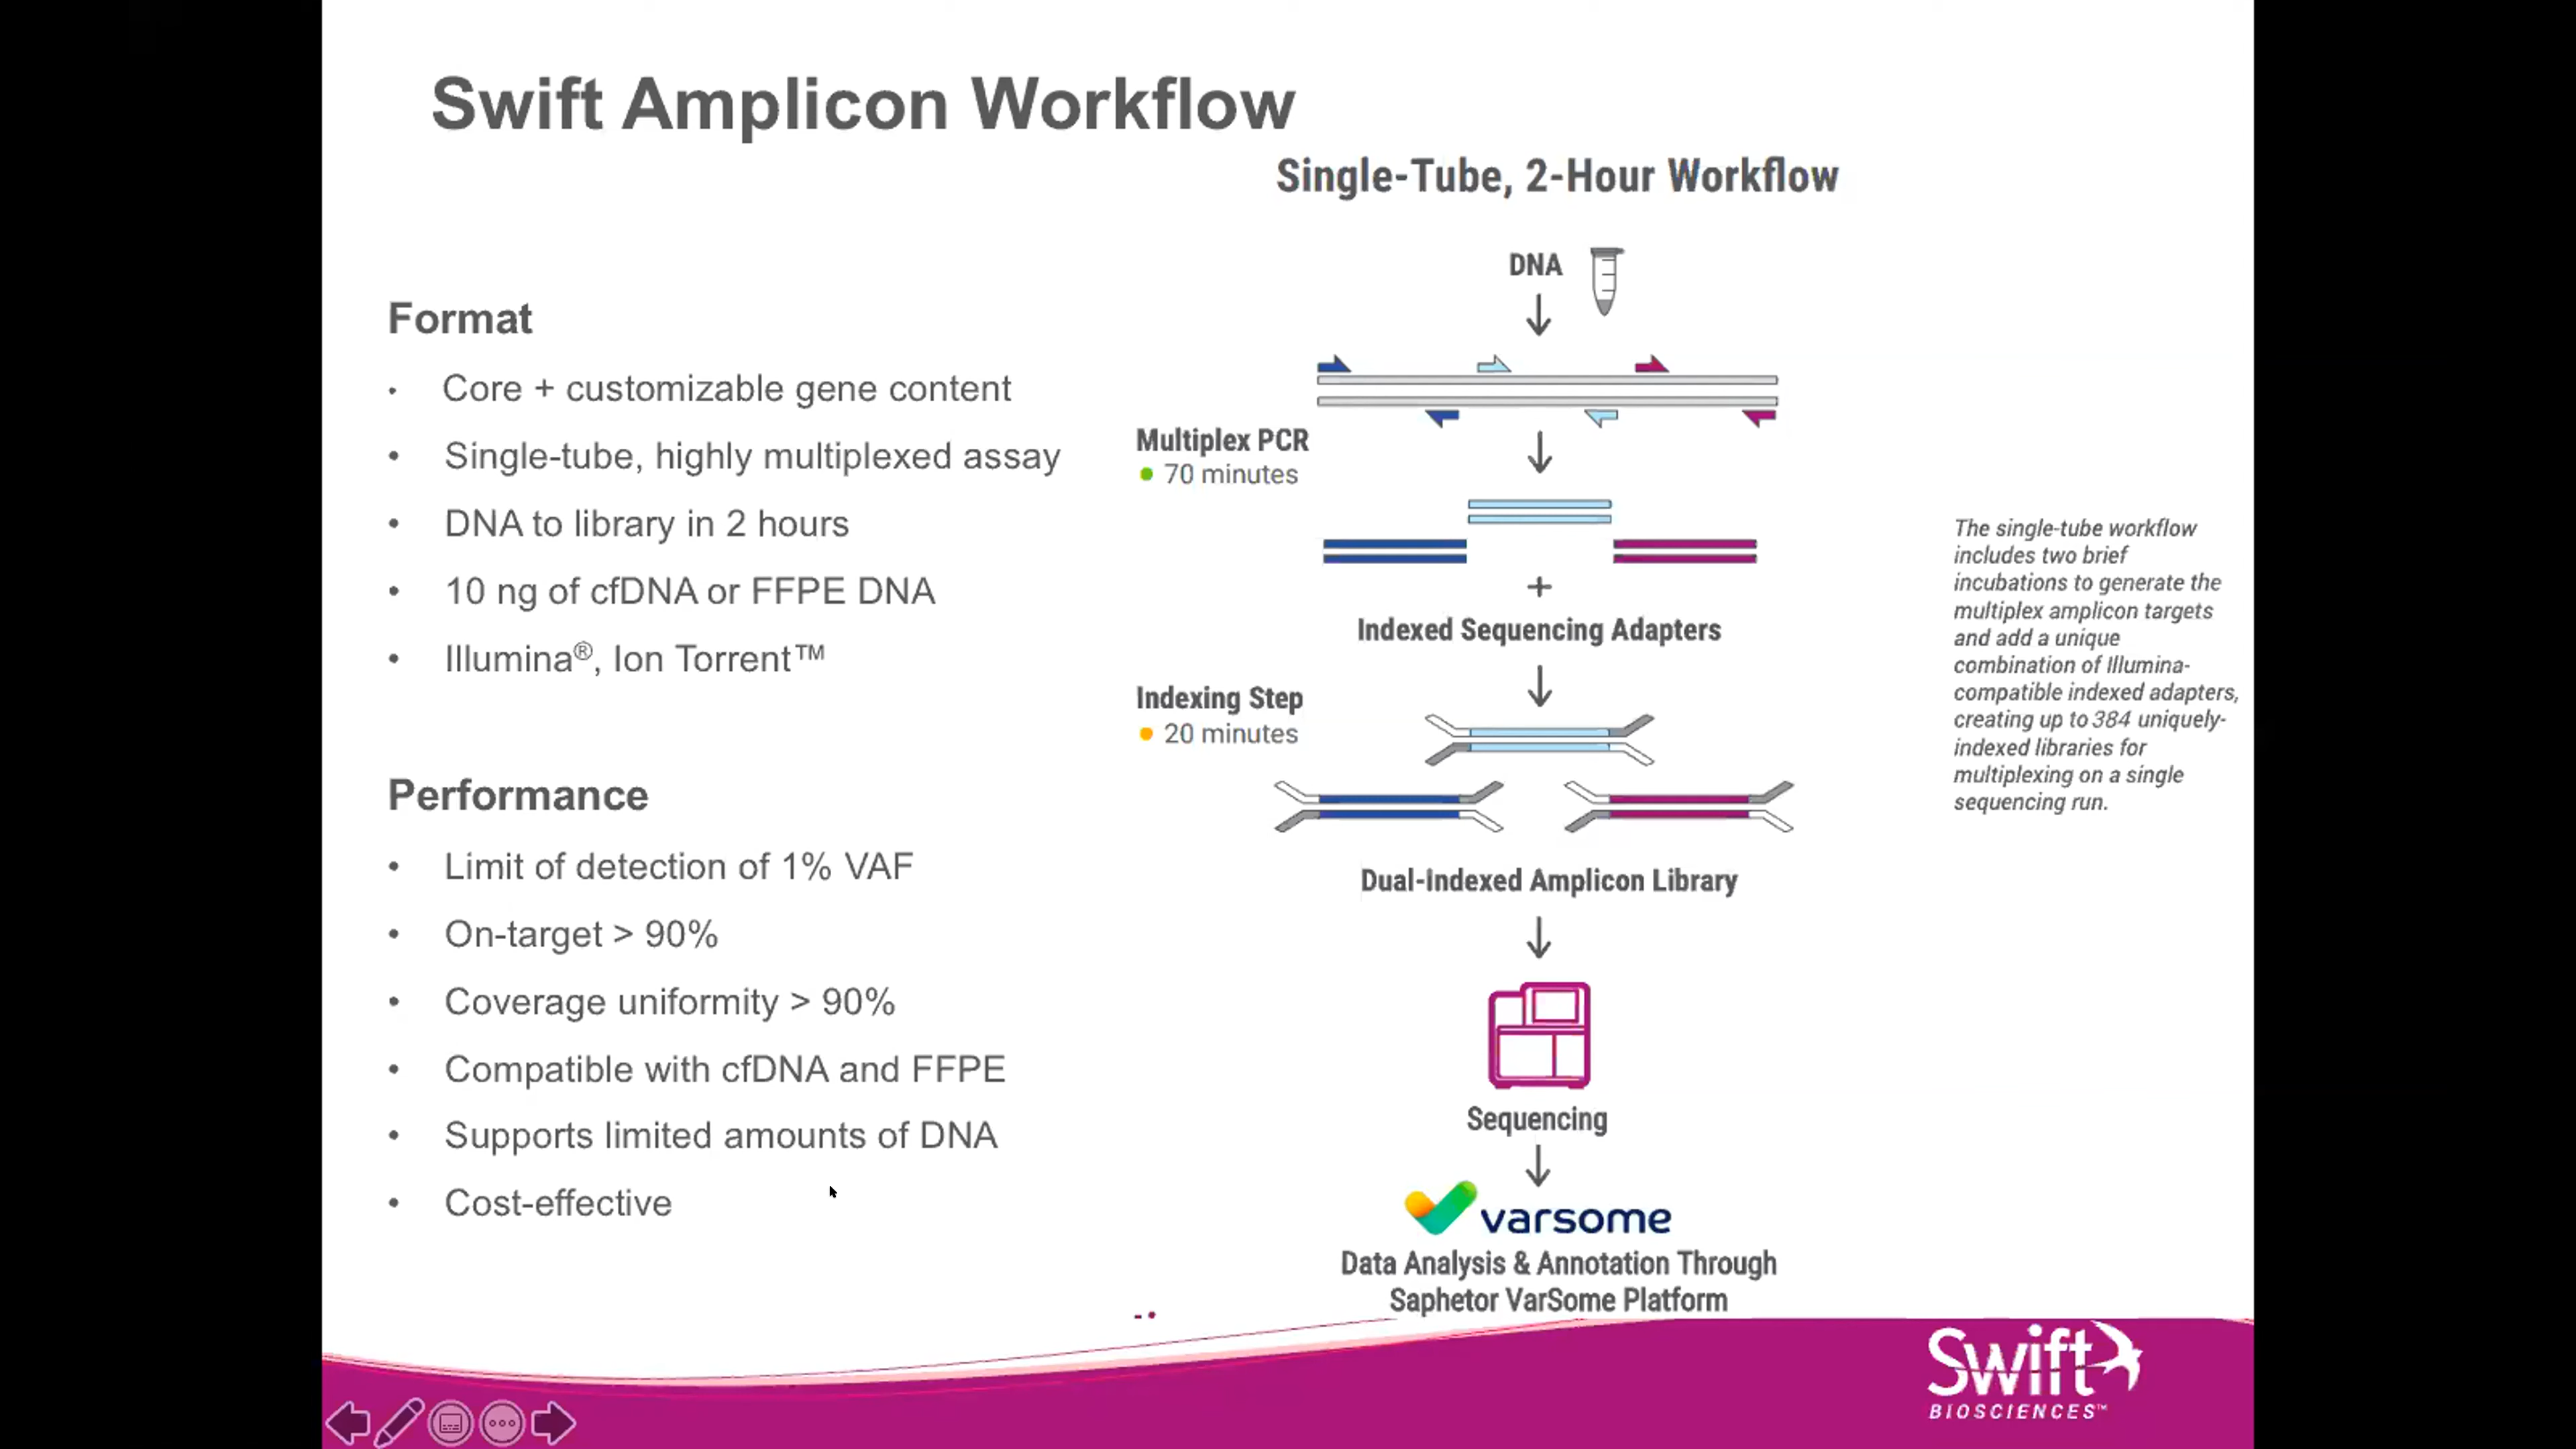 Swift Amplicon Workflow
Single-Tube, 2-Hour Workflow
Format
• Core + customizable gene content
• Single-tube, highly multiplexed assay
• DNA to library in 2 hours
• 10 ng of cfDNA or FFPE DNA
• Illumina®, Ion Torrent™
Performance
• Limit of detection of 1% VAF
• On-target > 90%
• Coverage uniformity > 90%
• Compatible with cfDNA and FFPE
• Supports limited amounts of DNA
• Cost-effective
DNA
Multiplex PCR
• 70 minutes
+
Indexed Sequencing Adapters
Indexing Step
• 20 minutes
Dual-Indexed Amplicon Library
Sequencing
varsome
Data Analysis & Annotation Through
Saphetor VarSome Platform
The single-tube workflow
includes two brief
incubations to generate the
multiplex amplicon targets
and add a unique
combination of Illumina-
compatible indexed adapters,
creating up to 384 uniquely-
indexed libraries for
multiplexing on a single
sequencing run.
Swift
BIOSCIENCES™